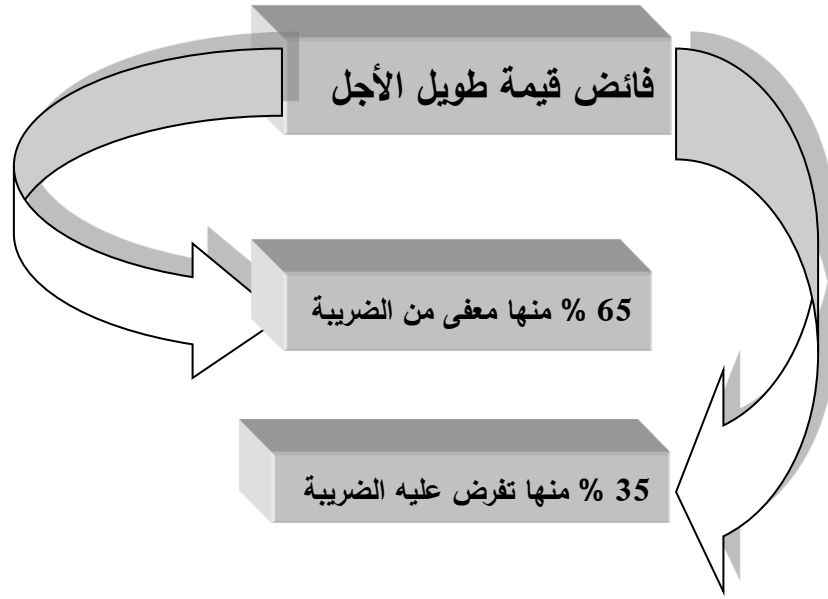 فائض قيمة طويل الأجل
65 % منها معفى من الضريبة
35 % منها تفرض عليه الضريبة